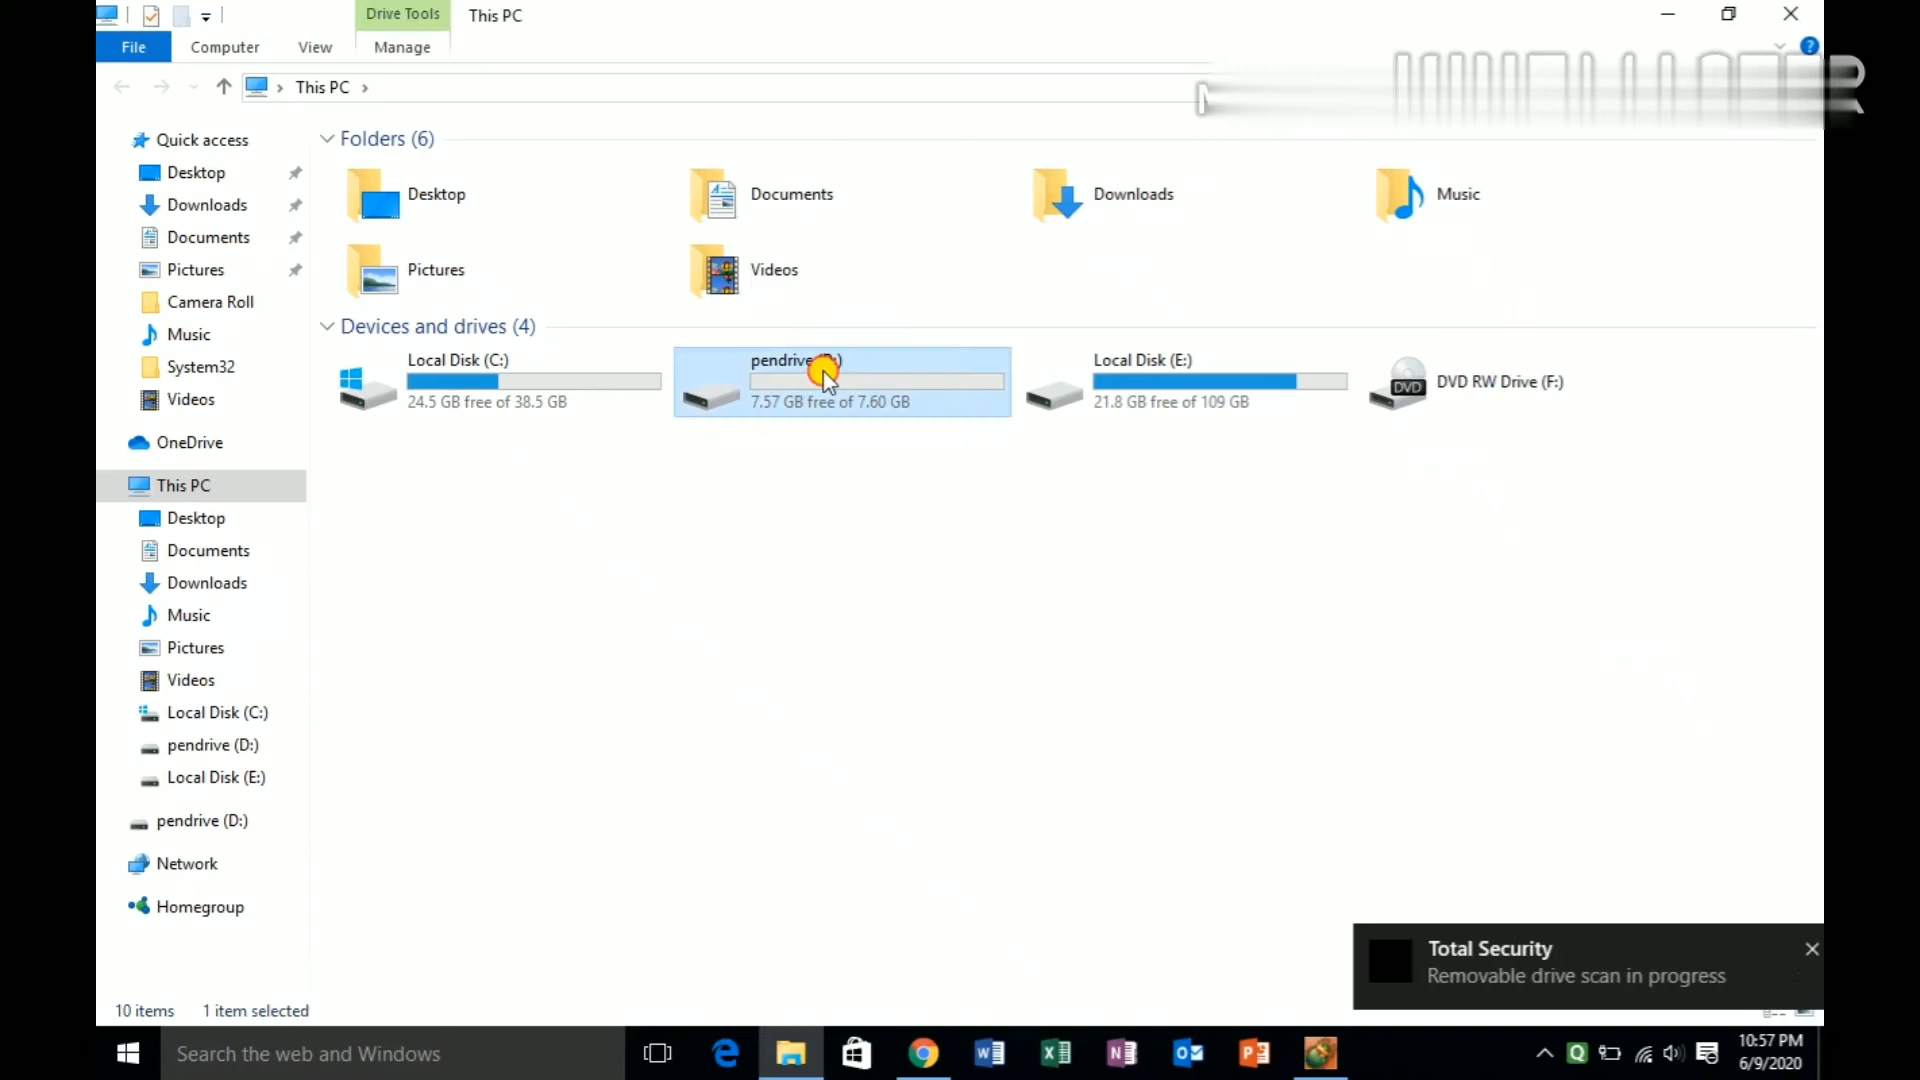 Drive Tools
This PC
File
Computer
View
Manage
This PC
Quick access
Desktop
Downloads
Documents
Pictures
Camera Roll
Music
System32
Videos
OneDrive
This PC
Desktop
Documents
Downloads
Music
Pictures
Videos
Local Disk (C:)
pendrive (D:)
Local Disk (E:)
pendrive (D:)
Network
Homegroup
Folders (6)
Desktop
Documents
Downloads
Music
Pictures
Videos
Devices and drives (4)
Local Disk (C:)
24.5 GB free of 38.5 GB
pendrive
7.57 GB free of 7.60 GB
Local Disk (E:)
21.8 GB free of 109 GB
DVD
DVD RW Drive (F:)
Total Security
Removable drive scan in progress
10 items
1 item selected
Search the web and Windows
10:57 PM
6/9/2020